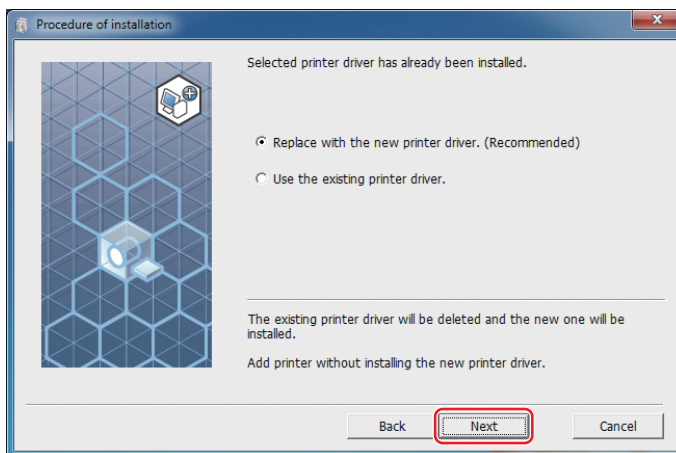 Procedure of installation
Selected printer driver has already been installed.
Replace with the new printer driver. (Recommended)
Use the existing printer driver.
The existing printer driver will be deleted and the new one will be
installed.
Add printer without installing the new printer driver.
Back Next Cancel